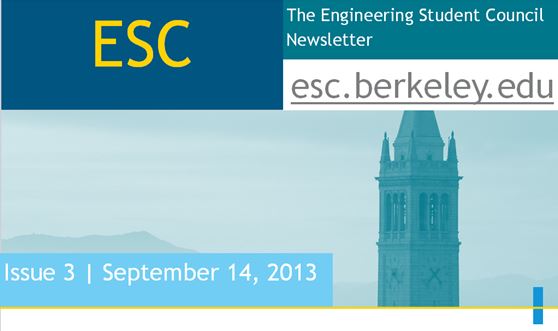 ESC
The Engineering Student Council
Newsletter
esc.berkeley.edu
Issue 3 | September 14, 2013